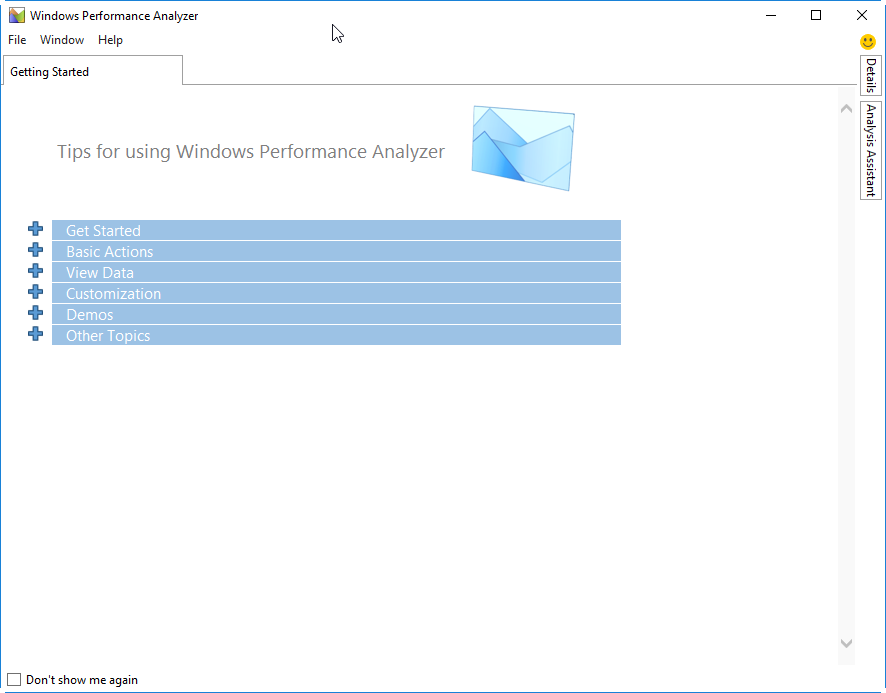 Windows Performance Analyzer
File Window Help
Getting Started
Details
Analysis Assistant
Tips for using Windows Performance Analyzer
Get Started
Basic Actions
View Data
Customization
Demos
Other Topics
Don't show me again